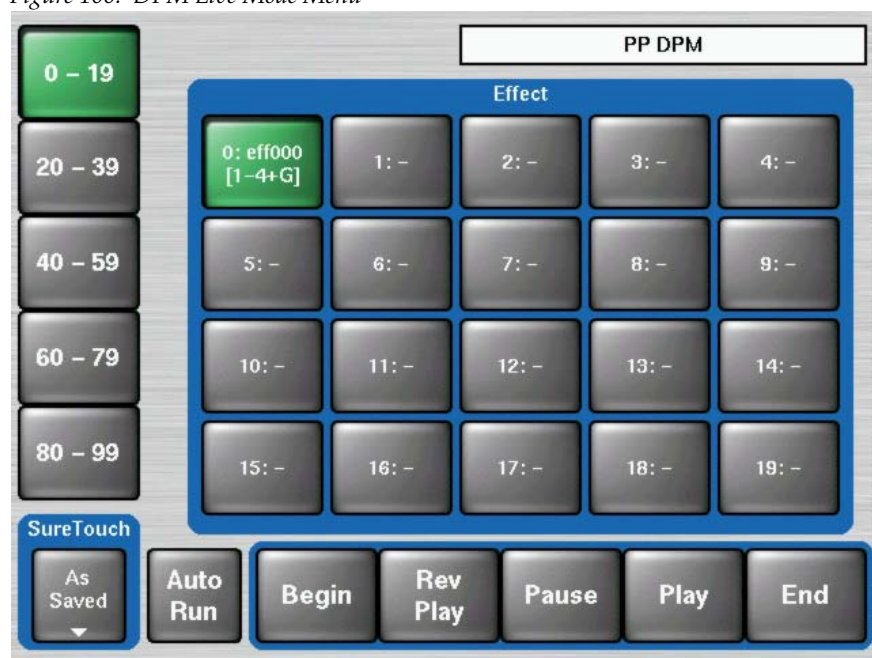 Figure 100. DPM Live Mode Menu
PP DPM
0 – 19
20 – 39
40 – 59
60 – 79
80 – 99
Effect
0: eff000
[1–4+G]
1: –
2: –
3: –
4: –
5: –
6: –
7: –
8: –
9: –
10: –
11: –
12: –
13: –
14: –
15: –
16: –
17: –
18: –
19: –
SureTouch
As
Saved
Auto
Run
Begin
Rev
Play
Pause
Play
End